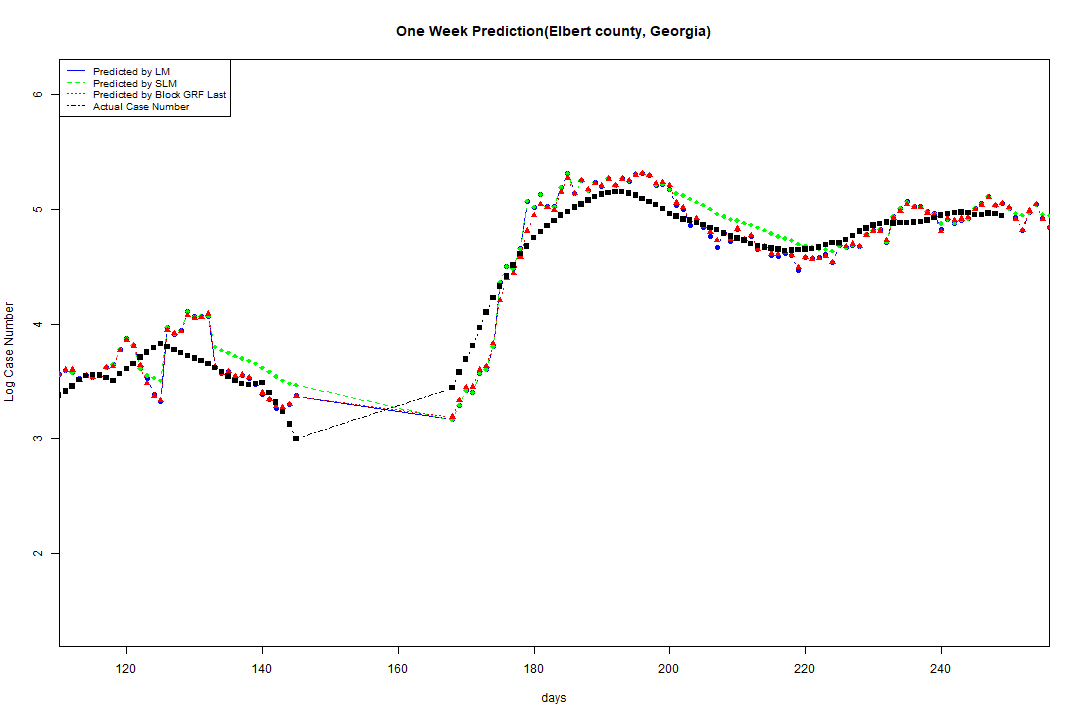 One Week Prediction(Elbert county, Georgia)
Predicted by LM
Predicted by SLM
Predicted by Block GRF Last
Actual Case Number
6
5
4
3
2
Log Case Number
120 140 160 180 200 220 240
days